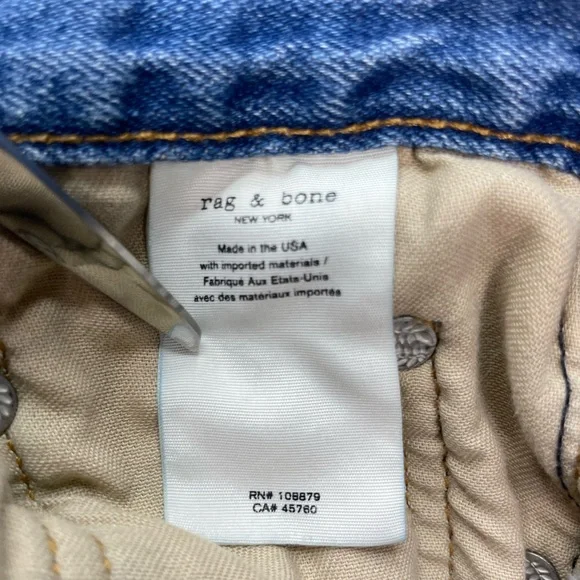 rag & bone
NEW YORK
Made in the USA
with imported materials /
Fabriqué Aux Etats-Unis
avec des matériaux importés
RN# 108879
CA# 45760